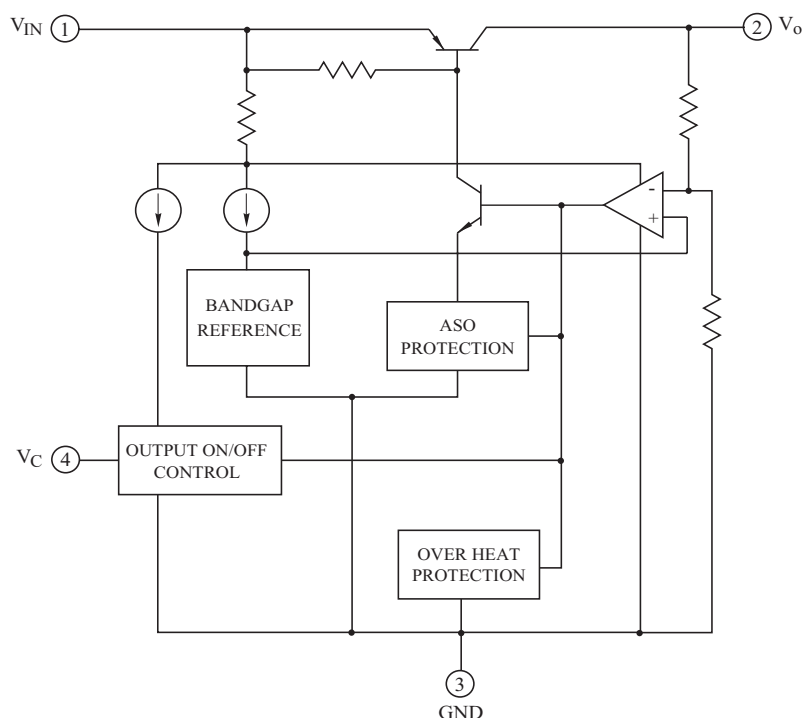 V_IN 1
2 V_o
-
+
BANDGAP
REFERENCE
ASO
PROTECTION
V_C 4
OUTPUT ON/OFF
CONTROL
OVER HEAT
PROTECTION
3
GND